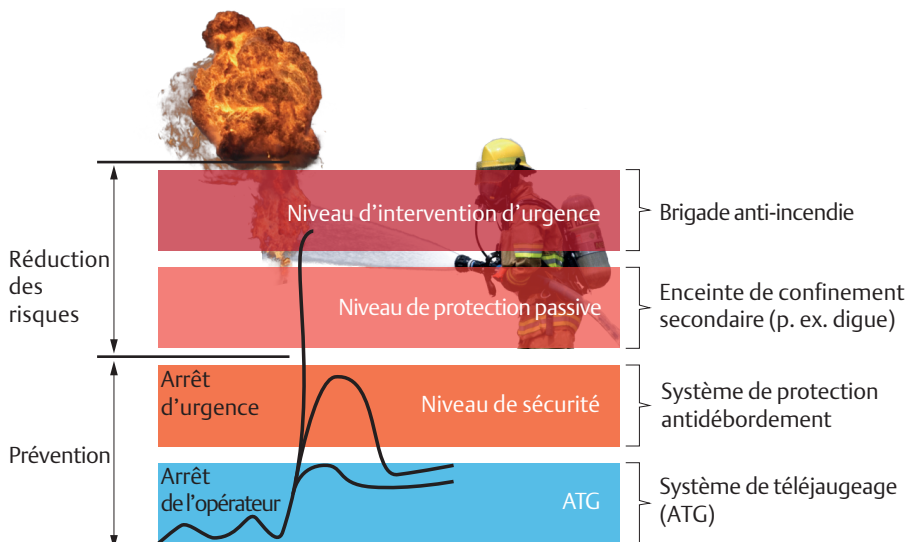 Niveau d’intervention d’urgence
Brigade anti-incendie
Réduction
des
risques
Niveau de protection passive
Enceinte de confinement
secondaire (p. ex. digue)
Prévention
Arrêt
d’urgence
Niveau de sécurité
Système de protection
antidébordement
Arrêt
de l’opérateur
ATG
Système de téléjaugeage
(ATG)